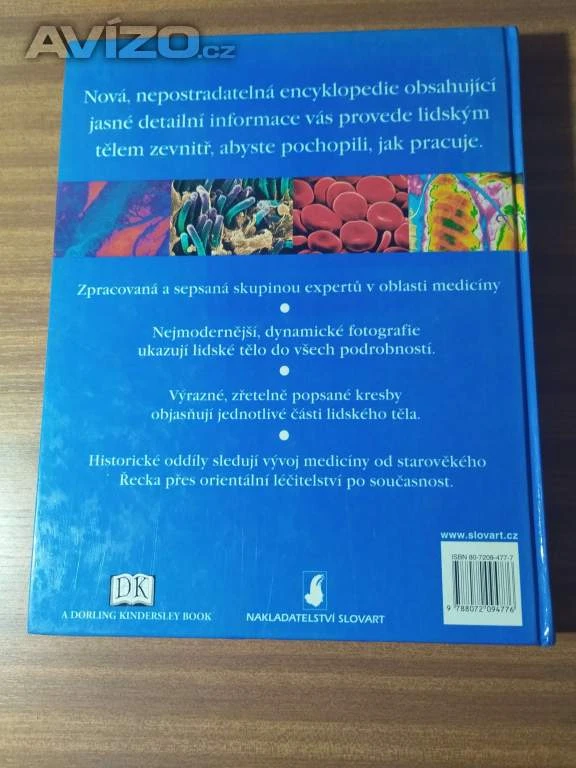 AVÍZO.cz
Nová, nepostradatelná encyklopedie obsahující
jasné detailní informace vás provede lidským
tělem zevnitř, abyste pochopili, jak pracuje.
Zpracovaná a sepsaná skupinou expertů v oblasti medicíny
Nejmodernější, dynamické fotografie
ukazují lidské tělo do všech podrobností.
Výrazné, zřetelně popsané kresby
objasňují jednotlivé části lidského těla.
Historické oddíly sledují vývoj medicíny od starověkého
Řecka přes orientální léčitelství po současnost.
www.slovart.cz
ISBN 80-7209-477-7
9 788072 094776
DK
A DORLING KINDERSLEY BOOK
NAKLADATELSTVÍ SLOVART